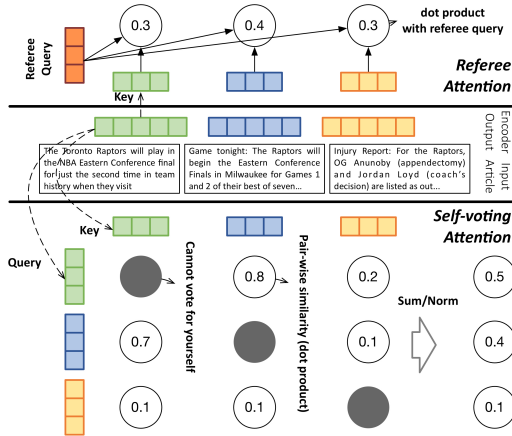 0.3
0.4
0.3
dot product
with referee query
Referee
Query
Referee
Attention
Key
Encoder Input
Output Article
The Toronto Raptors will play in
the NBA Eastern Conference final
for just the second time in team
history when they visit
Game tonight: The Raptors will
begin the Eastern Conference
Finals in Milwaukee for Games 1
and 2 of their best of seven...
Injury Report: For the Raptors,
OG Anunoby (appendectomy)
and Jordan Loyd (coach's
decision) are listed as out...
Self-voting
Attention
Key
Query
Cannot vote for
yourself
0.8
Pair-wise similarity (dot product)
0.2
0.5
Sum/Norm
0.7
0.1
0.4
0.1
0.1
0.1